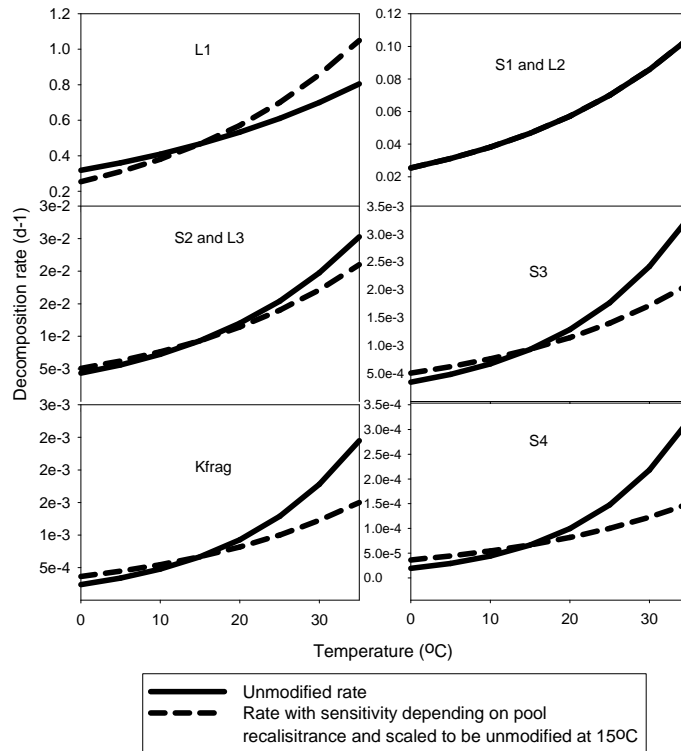 L1
1.2
1.0
0.8
0.6
0.4
0.2
S1 and L2
0.12
0.10
0.08
0.06
0.04
0.02
Decomposition rate (d-1)
S2 and L3
3e-2
3e-2
2e-2
2e-2
1e-2
5e-3
S3
3.5e-3
3.0e-3
2.5e-3
2.0e-3
1.5e-3
1.0e-3
5.0e-4
Kfrag
3e-3
2e-3
2e-3
2e-3
1e-3
5e-4
S4
3.5e-4
3.0e-4
2.5e-4
2.0e-4
1.5e-4
1.0e-4
5.0e-5
0.0
0 10 20 30
0 10 20 30
Temperature (oC)
Unmodified rate
Rate with sensitivity depending on pool
recalisitrance and scaled to be unmodified at 15oC